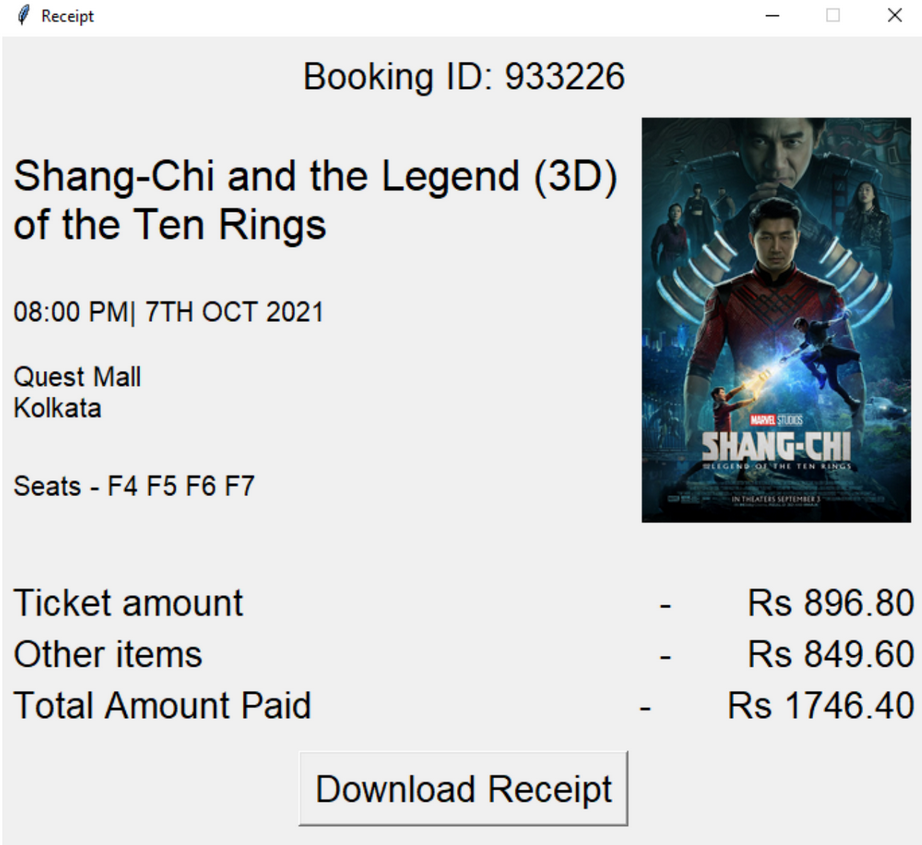 Receipt
Booking ID: 933226
Shang-Chi and the Legend (3D)
of the Ten Rings
08:00 PM| 7TH OCT 2021
Quest Mall
Kolkata
Seats - F4 F5 F6 F7
MARVEL STUDIOS
SHANG-CHI
LEGEND OF THE TEN RINGS
IN THEATERS SEPTEMBER 3
Ticket amount - Rs 896.80
Other items - Rs 849.60
Total Amount Paid - Rs 1746.40
Download Receipt